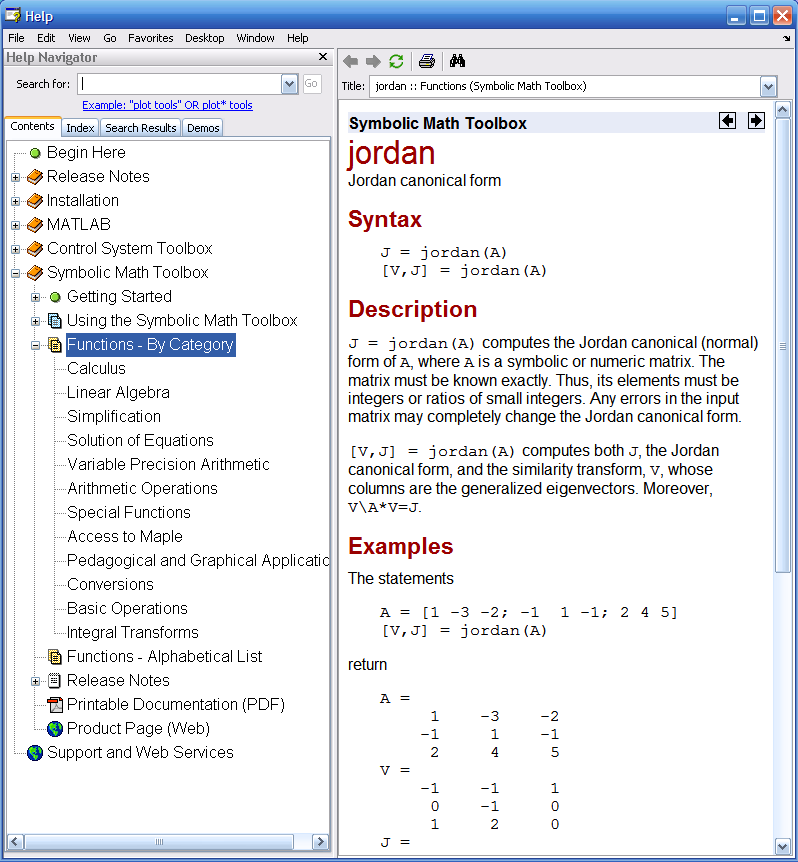 Help
File Edit View Go Favorites Desktop Window Help
Help Navigator
Search for: Go
Example: "plot tools" OR plot* tools
Contents Index Search Results Demos
Begin Here
Release Notes
Installation
MATLAB
Control System Toolbox
Symbolic Math Toolbox
Getting Started
Using the Symbolic Math Toolbox
Functions - By Category
Calculus
Linear Algebra
Simplification
Solution of Equations
Variable Precision Arithmetic
Arithmetic Operations
Special Functions
Access to Maple
Pedagogical and Graphical Applicatic
Conversions
Basic Operations
Integral Transforms
Functions - Alphabetical List
Release Notes
Printable Documentation (PDF)
Product Page (Web)
Support and Web Services
Title: jordan :: Functions (Symbolic Math Toolbox)
Symbolic Math Toolbox
jordan
Jordan canonical form
Syntax
J = jordan(A)
[V,J] = jordan(A)
Description
J = jordan(A) computes the Jordan canonical (normal)
form of A, where A is a symbolic or numeric matrix. The
matrix must be known exactly. Thus, its elements must be
integers or ratios of small integers. Any errors in the input
matrix may completely change the Jordan canonical form.
[V,J] = jordan(A) computes both J, the Jordan
canonical form, and the similarity transform, V, whose
columns are the generalized eigenvectors. Moreover,
V\A*V=J.
Examples
The statements
A = [1 -3 -2; -1 1 -1; 2 4 5]
[V,J] = jordan(A)
return
A =
1 -3 -2
-1 1 -1
2 4 5
V =
-1 -1 1
0 -1 0
1 2 0
J =